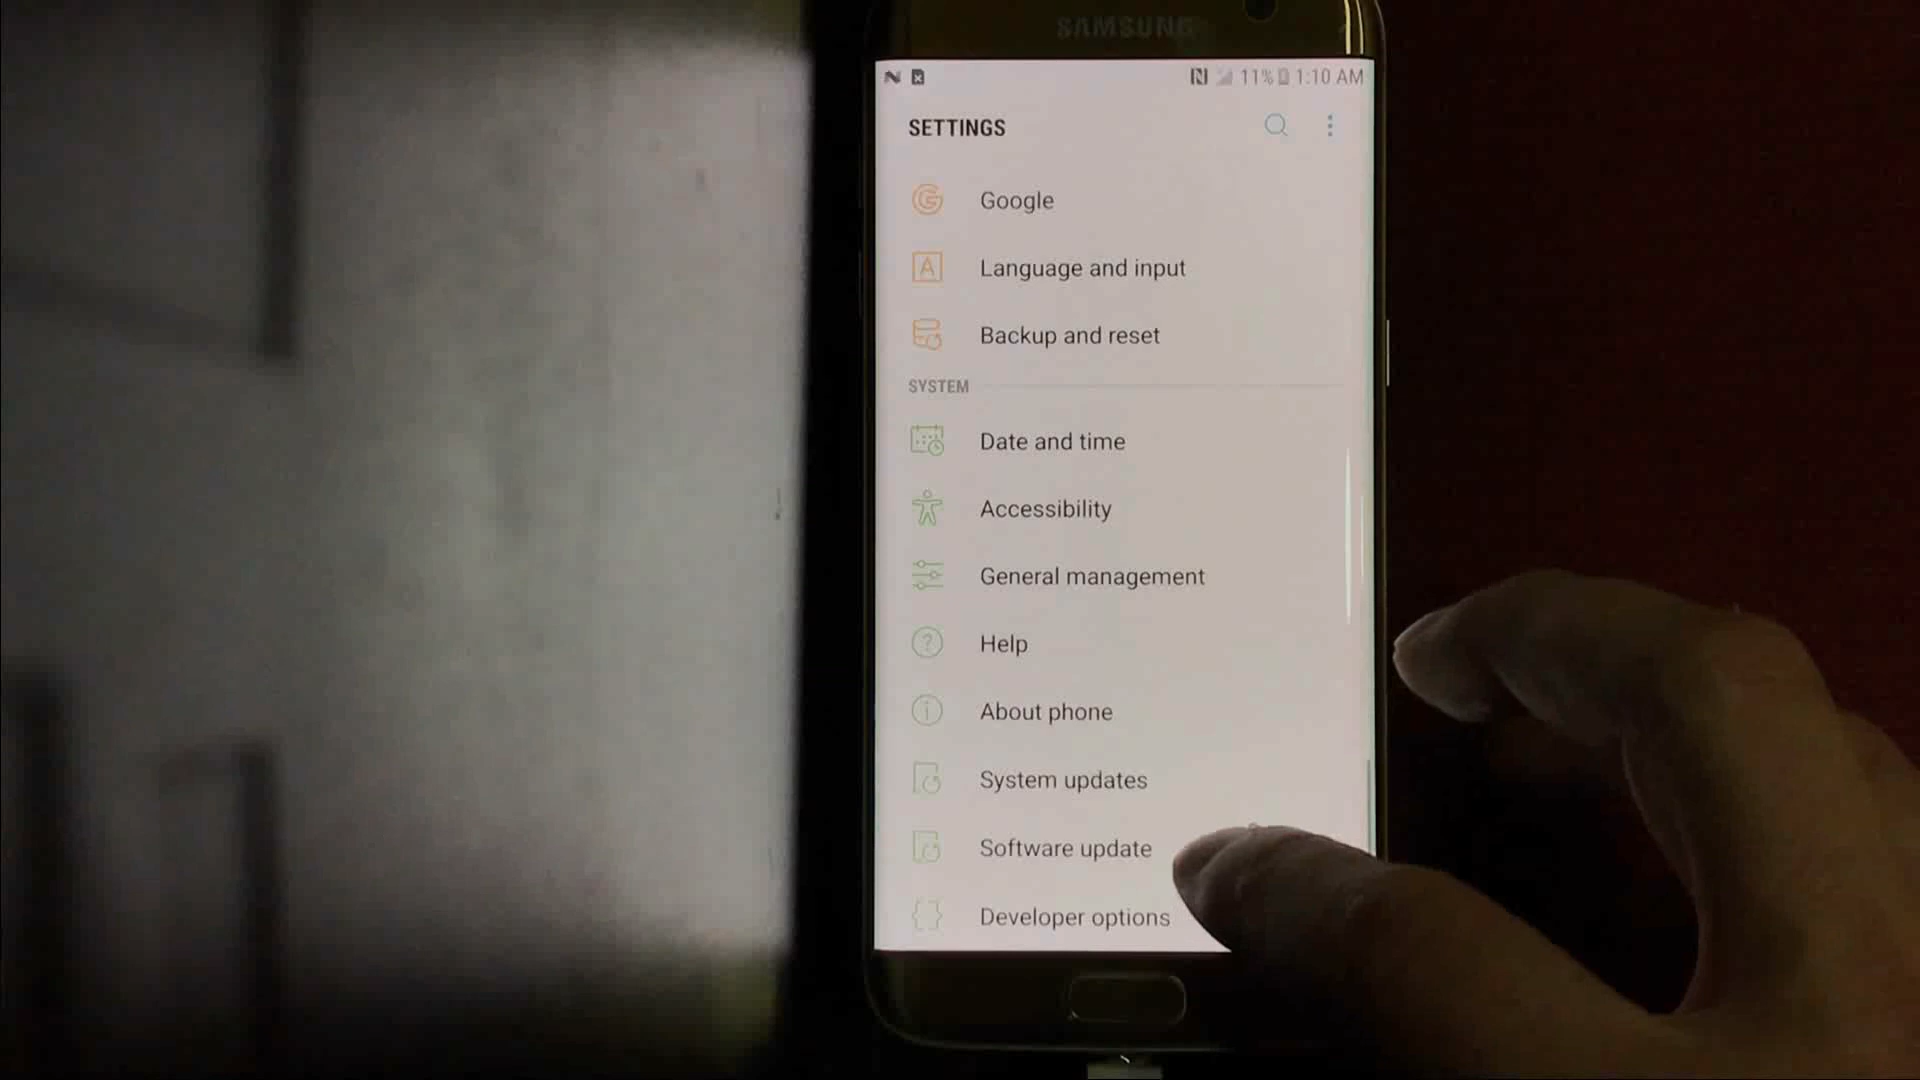 SAMSUNG
11% 1:10 AM
SETTINGS
Google
A Language and input
Backup and reset
SYSTEM
Date and time
Accessibility
General management
? Help
i About phone
System updates
Software update
{} Developer options